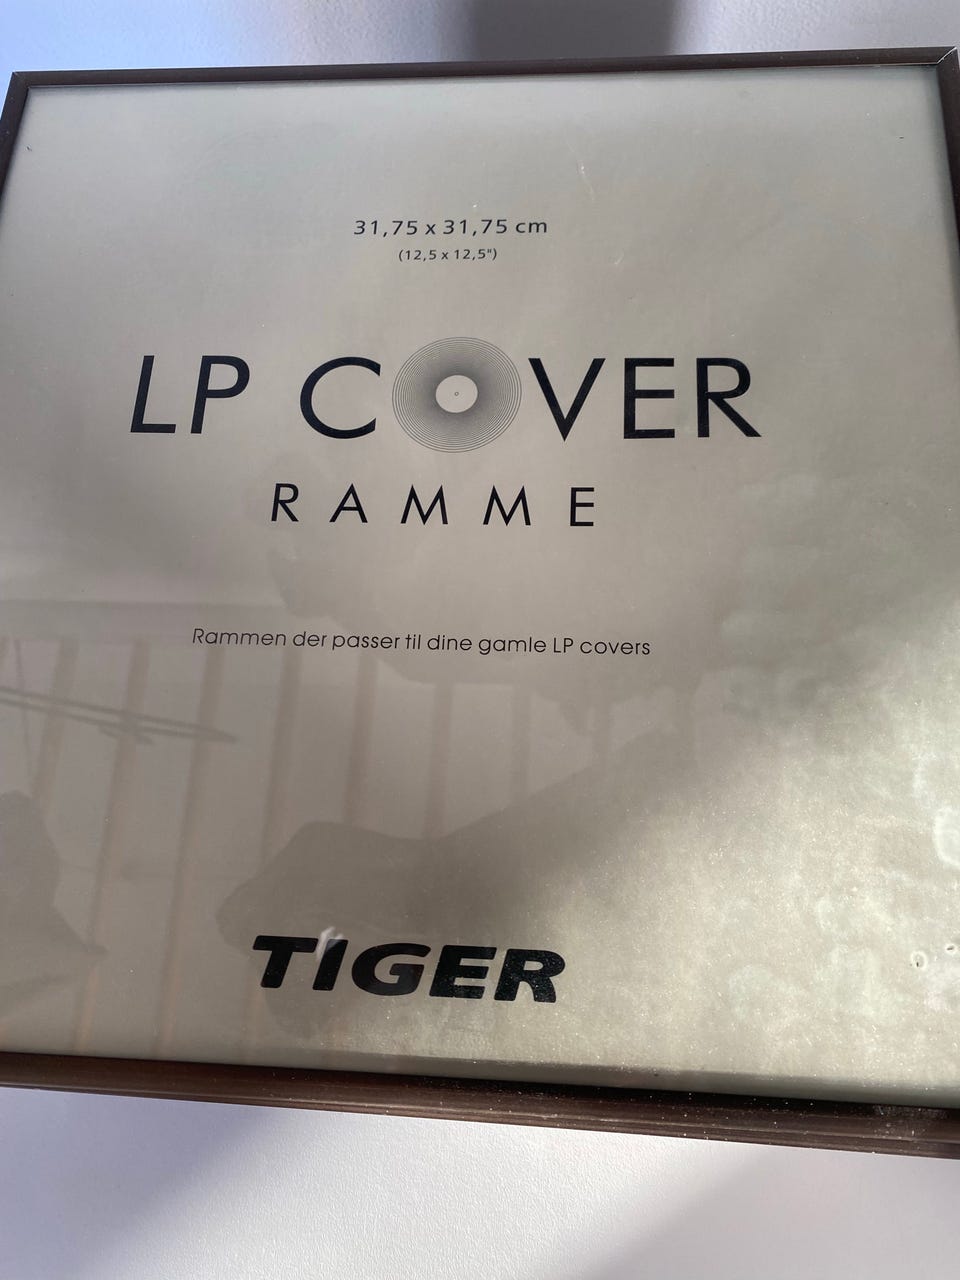 31,75 x 31,75 cm
(12,5 x 12,5")
LP COVER
RAMME
Rammen der passer til dine gamle LP covers
TIGER